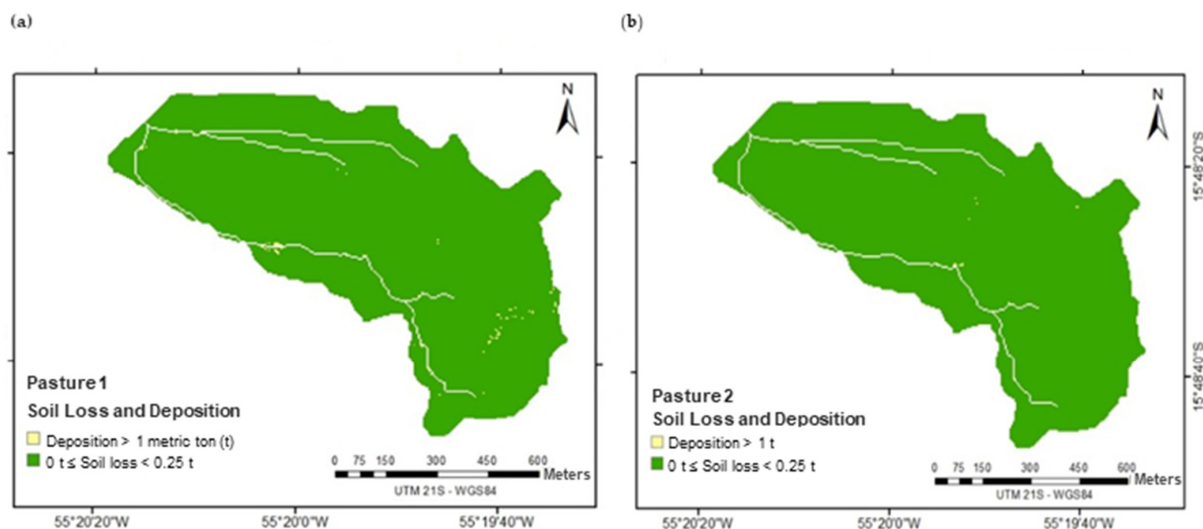 (a)
N
Pasture 1
Soil Loss and Deposition
Deposition > 1 metric ton (t)
0 t ≤ Soil loss < 0.25 t
0 75 150 300 450 600
Meters
UTM 21S - WGS84
55°20'20"W 55°20'0"W 55°19'40"W
(b)
N
15°48'20"S
15°48'40"S
Pasture 2
Soil Loss and Deposition
Deposition > 1 t
0 t ≤ Soil loss < 0.25 t
0 75 150 300 450 600
Meters
UTM 21S - WGS84
55°20'20"W 55°20'0"W 55°19'40"W